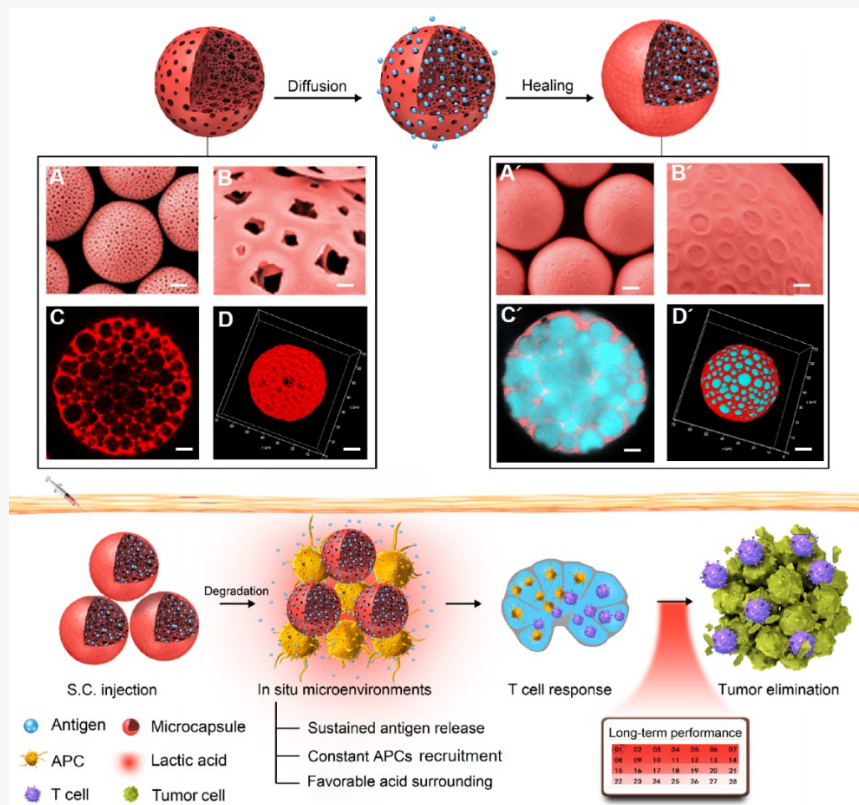 Diffusion
Healing
A
B
A´
B´
C
D
C´
D´
Degradation
S.C. injection
In situ microenvironments
T cell response
Tumor elimination
Sustained antigen release
Constant APCs recruitment
Favorable acid surrounding
Antigen
Microcapsule
APC
Lactic acid
T cell
Tumor cell
Long-term performance
01 02 03 04 05 06 07
08 09 10 11 12 13 14
15 16 17 18 19 20 21
22 23 24 25 26 27 28